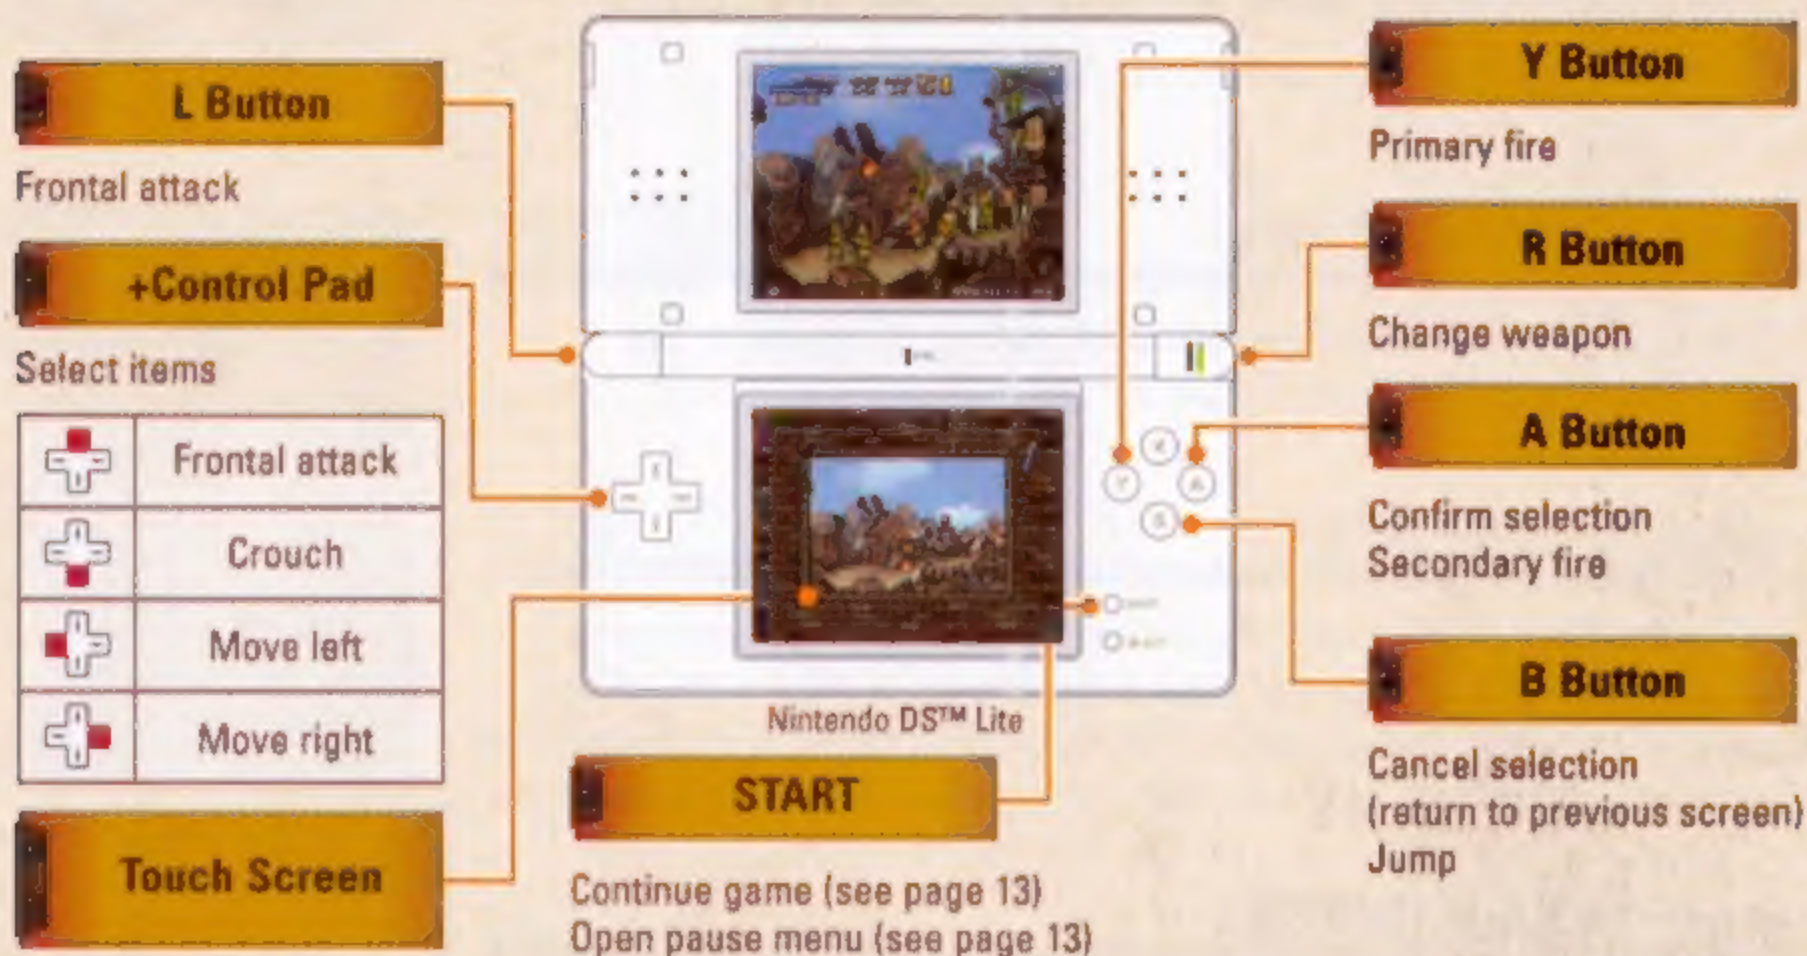 L Button
Frontal attack
+Control Pad
Select items
Frontal attack
Crouch
Move left
Move right
Touch Screen
Nintendo DS™ Lite
START
Continue game (see page 13)
Open pause menu (see page 13)
Y Button
Primary fire
R Button
Change weapon
A Button
Confirm selection
Secondary fire
B Button
Cancel selection
(return to previous screen)
Jump